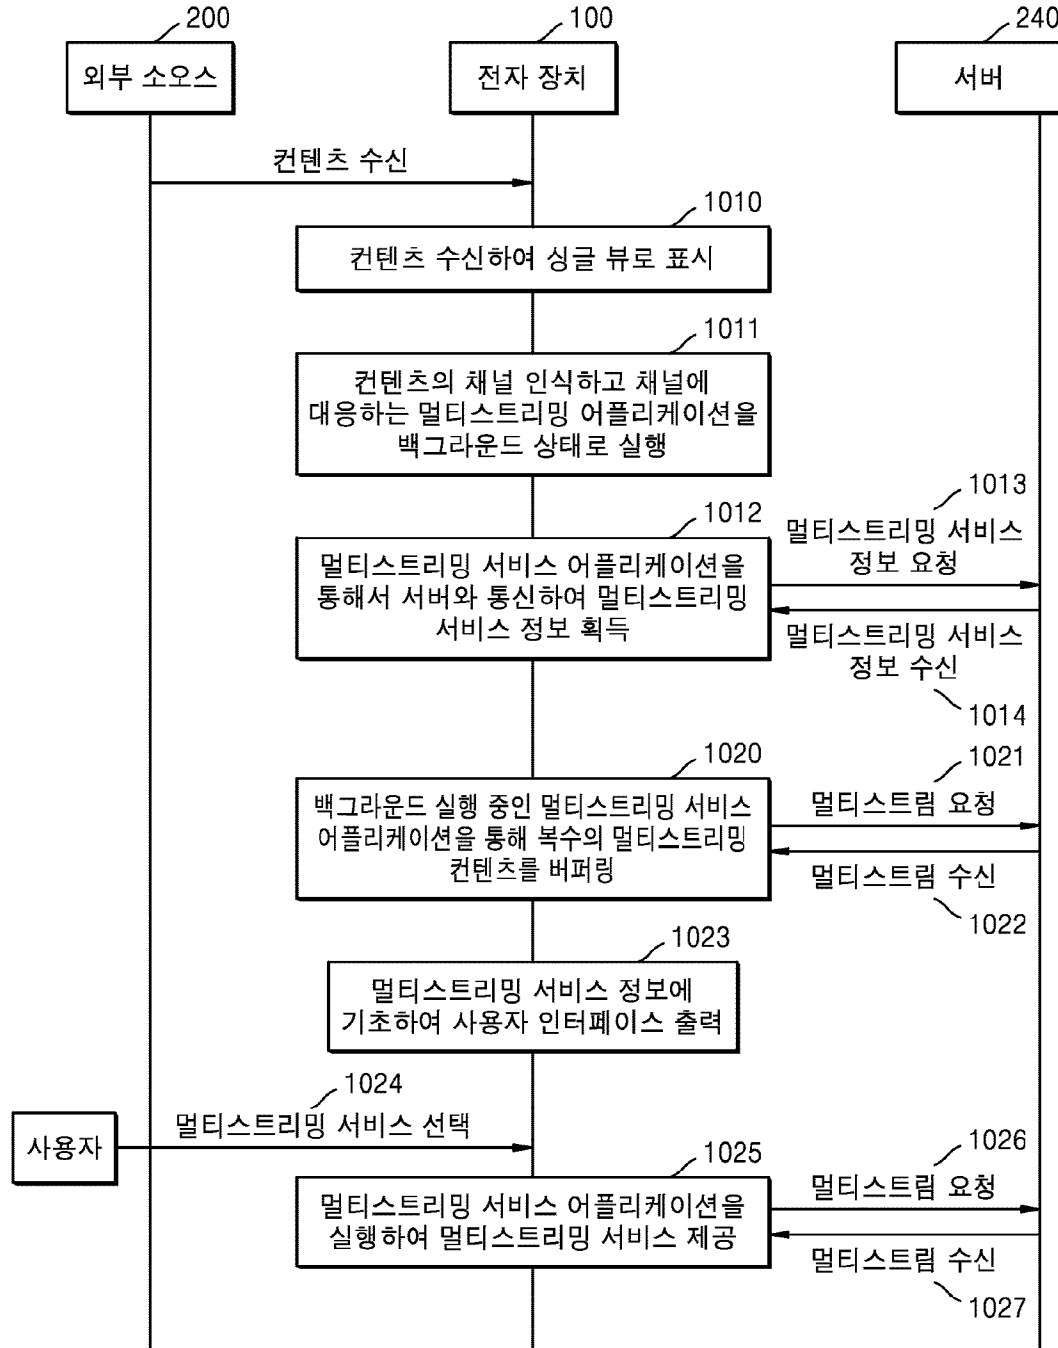 200
100
240
외부 소오스
전자 장치
서버
컨텐츠 수신
1010
컨텐츠 수신하여 싱글 뷰로 표시
1011
컨텐츠의 채널 인식하고 채널에
대응하는 멀티스트리밍 어플리케이션을
백그라운드 상태로 실행
1012
멀티스트리밍 서비스 어플리케이션을
통해서 서버와 통신하여 멀티스트리밍
서비스 정보 획득
1013
멀티스트리밍 서비스
정보 요청
멀티스트리밍 서비스
정보 수신
1014
1020
백그라운드 실행 중인 멀티스트리밍 서비스
어플리케이션을 통해 복수의 멀티스트리밍
컨텐츠를 버퍼링
1021
멀티스트림 요청
멀티스트림 수신
1022
1023
멀티스트리밍 서비스 정보에
기초하여 사용자 인터페이스 출력
1024
사용자
멀티스트리밍 서비스 선택
1025
멀티스트리밍 서비스 어플리케이션을
실행하여 멀티스트리밍 서비스 제공
1026
멀티스트림 요청
멀티스트림 수신
1027